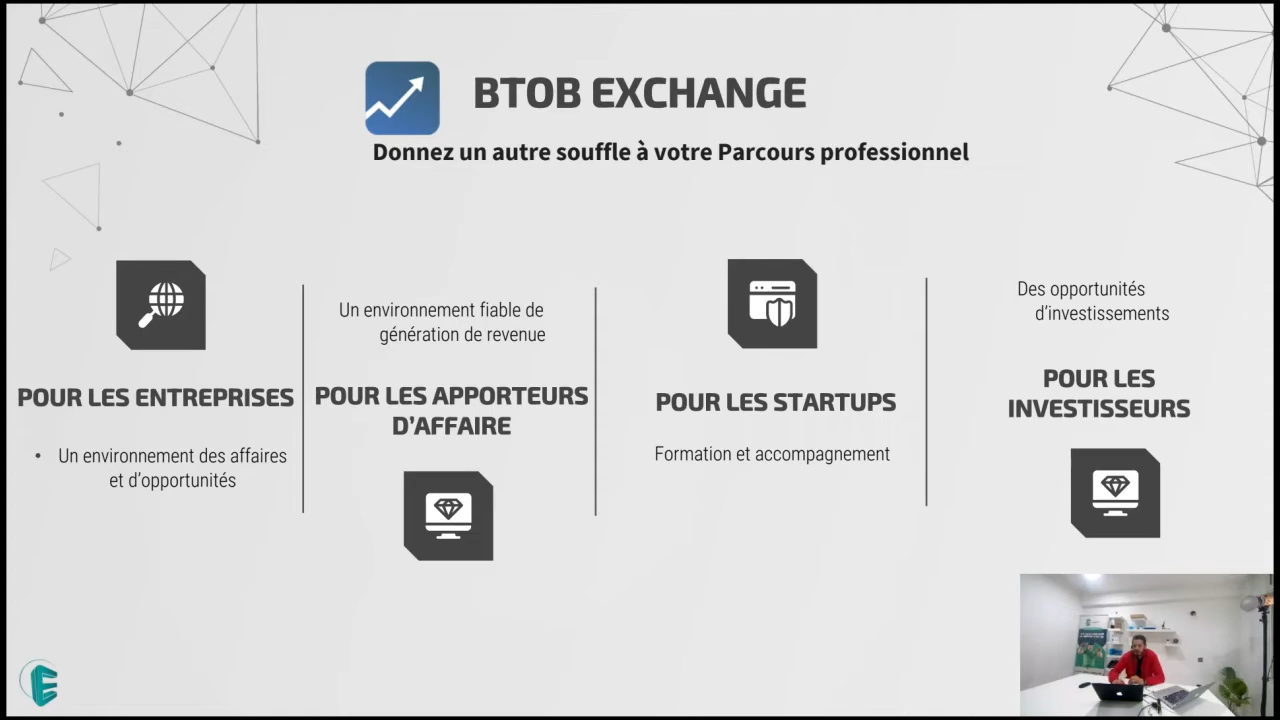 BTOB EXCHANGE
Donnez un autre souffle à votre Parcours professionnel
POUR LES ENTREPRISES
• Un environnement des affaires
et d'opportunités
Un environnement fiable de
génération de revenue
POUR LES APPORTEURS
D'AFFAIRE
POUR LES STARTUPS
Formation et accompagnement
Des opportunités
d'investissements
POUR LES
INVESTISSEURS
E